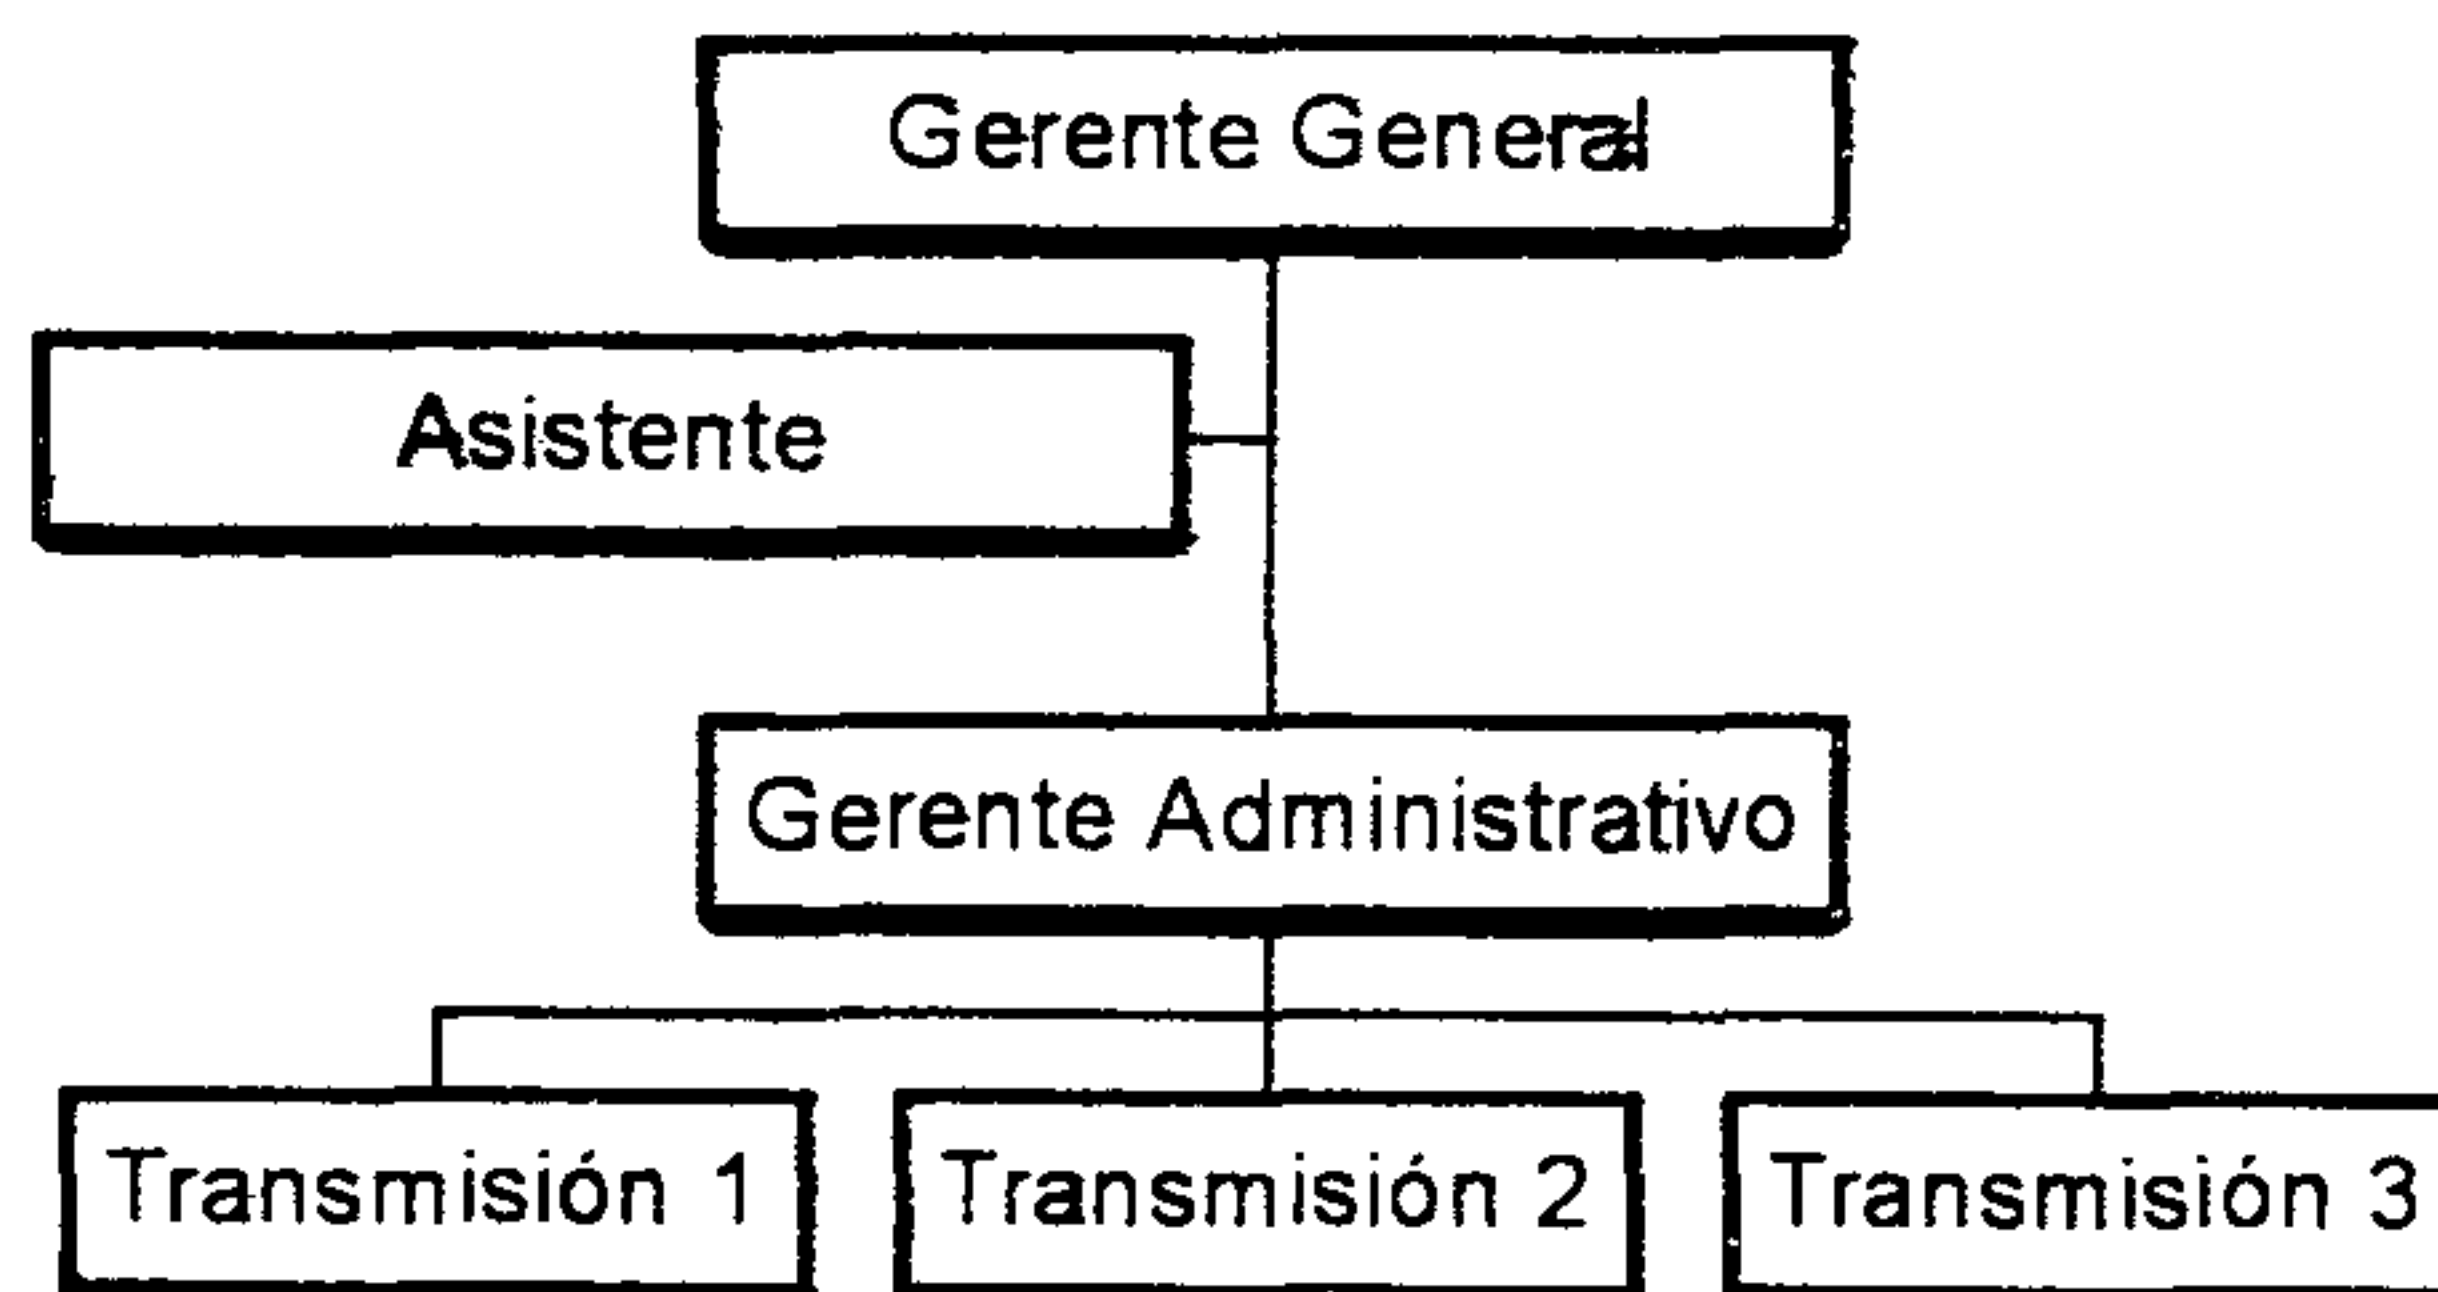 Gerente General
Asistente
Gerente Administrativo
Transmisión 1
Transmisión 2
Transmisión 3